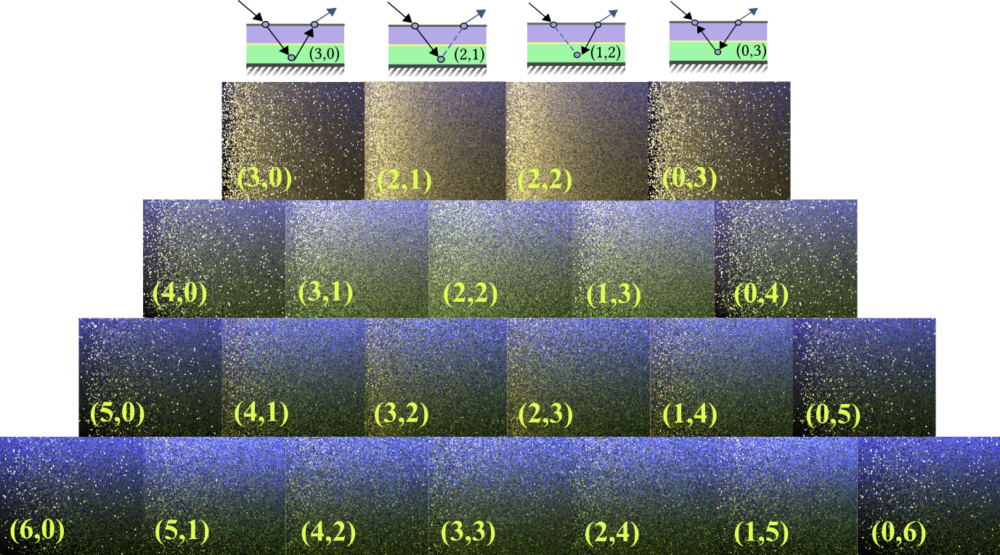 (3,0) (2,1) (1,2) (0,3)
(3,0) (2,1) (2,2) (0,3)
(4,0) (3,1) (2,2) (1,3) (0,4)
(5,0) (4,1) (3,2) (2,3) (1,4) (0,5)
(6,0) (5,1) (4,2) (3,3) (2,4) (1,5) (0,6)